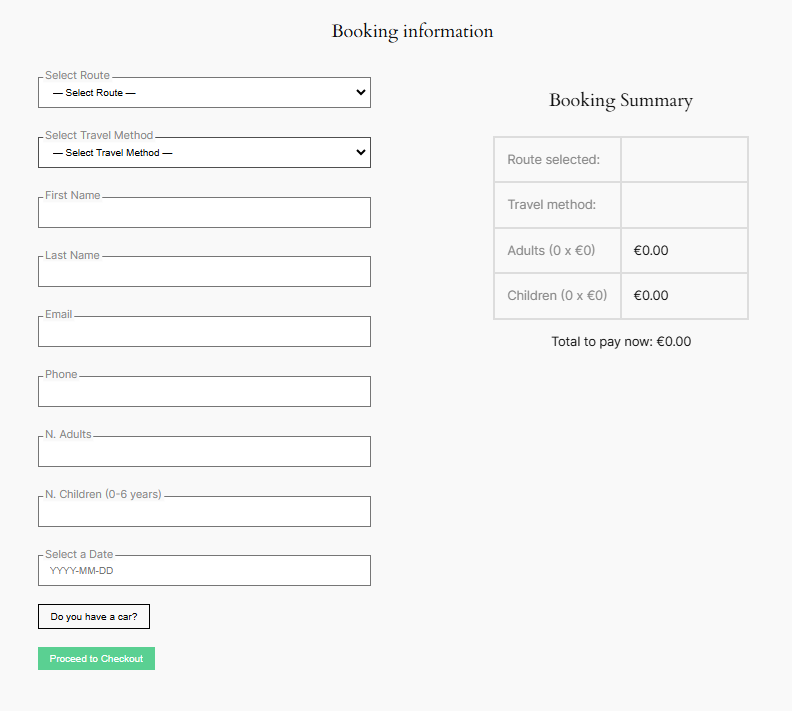 Booking information
Select Route
— Select Route —
Select Travel Method
— Select Travel Method —
First Name
Last Name
Email
Phone
N. Adults
N. Children (0-6 years)
Select a Date
YYYY-MM-DD
Do you have a car?
Proceed to Checkout
Booking Summary
Route selected:
Travel method:
Adults (0 x €0) €0.00
Children (0 x €0) €0.00
Total to pay now: €0.00